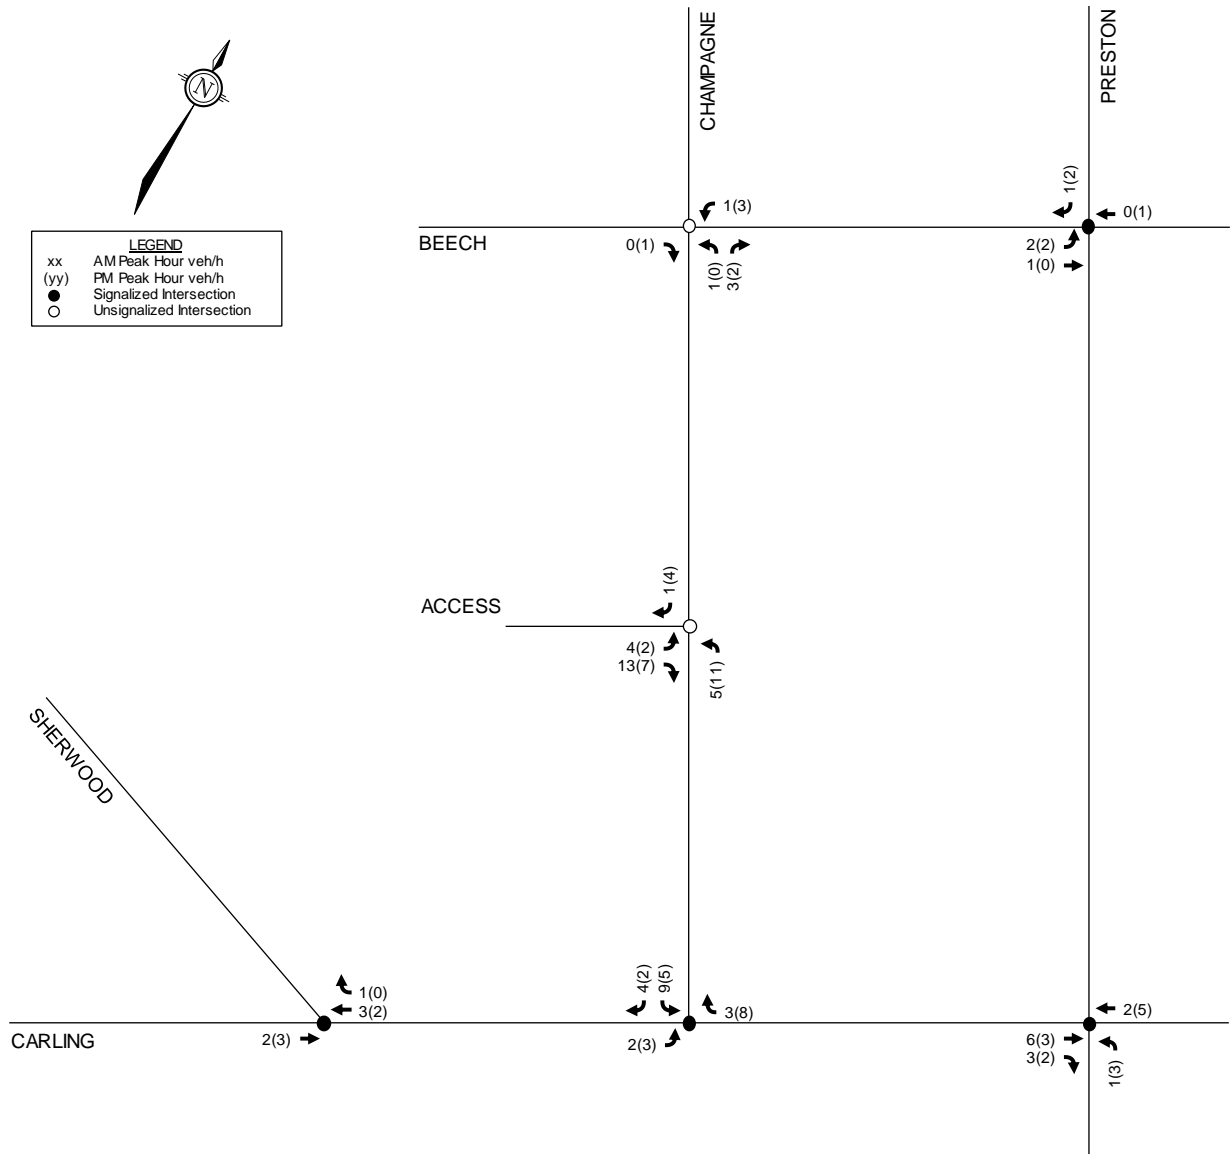 CHAMPAGNE
PRESTON
N
LEGEND
xx AM Peak Hour veh/h
(yy) PM Peak Hour veh/h
Signalized Intersection
Unsignalized Intersection
BEECH
1(3)
0(1)
1(0)
3(2)
1(2)
0(1)
2(2)
1(0)
ACCESS
1(4)
4(2)
13(7)
5(11)
SHERWOOD
CARLING
1(0)
3(2)
2(3)
4(2)
9(5)
3(8)
2(3)
2(5)
6(3)
3(2)
1(3)